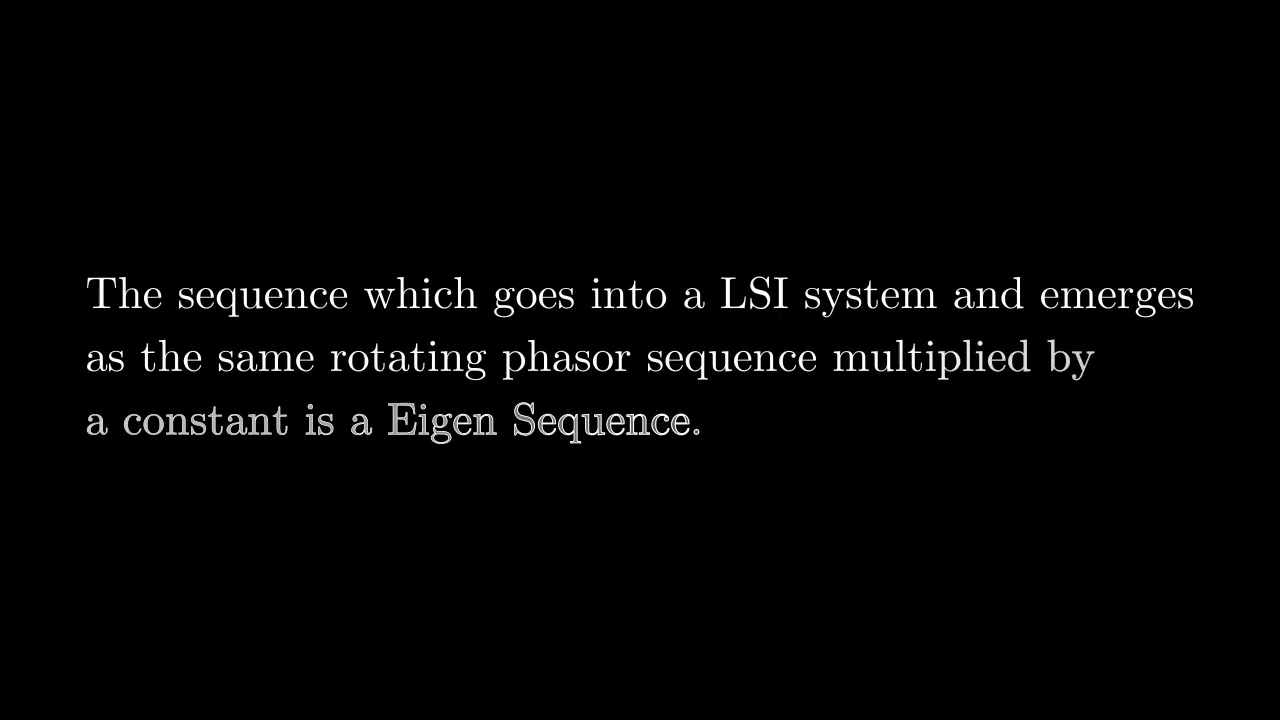 The sequence which goes into a LSI system and emerges
as the same rotating phasor sequence multiplied by
a constant is a Eigen Sequence.